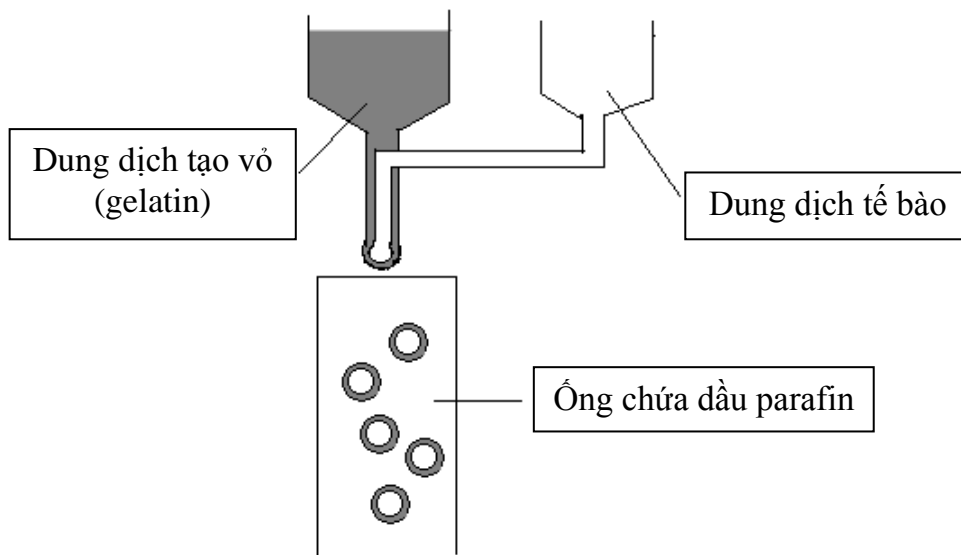 Dung dịch tạo vỏ
(gelatin)
Dung dịch tế bào
Ống chứa dầu parafin